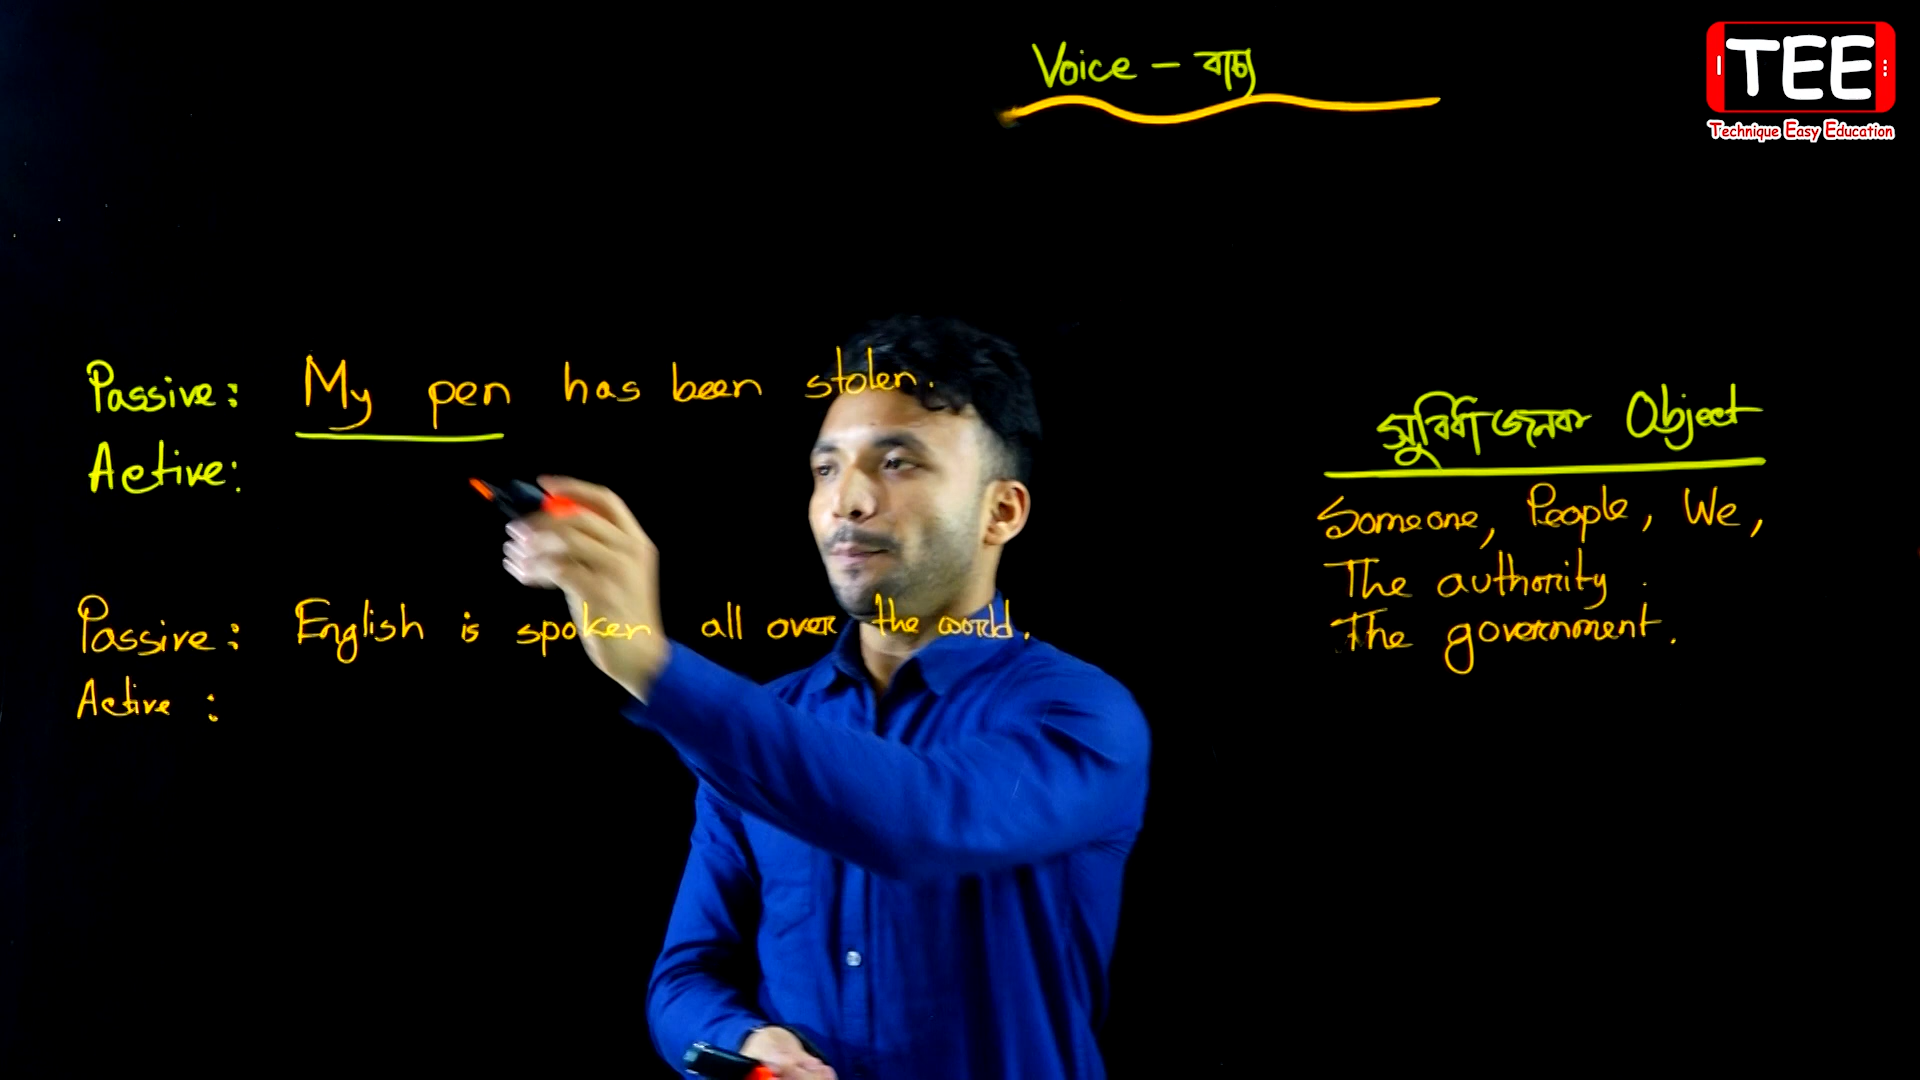 Voice - বাচ্য
TEE
Technique Easy Education
Passive: My pen has been stolen.
Active:
Passive: English is spoken all over the world.
Active :
সুবিধাজনক Object
Someone, People, We,
The authority.
The government.